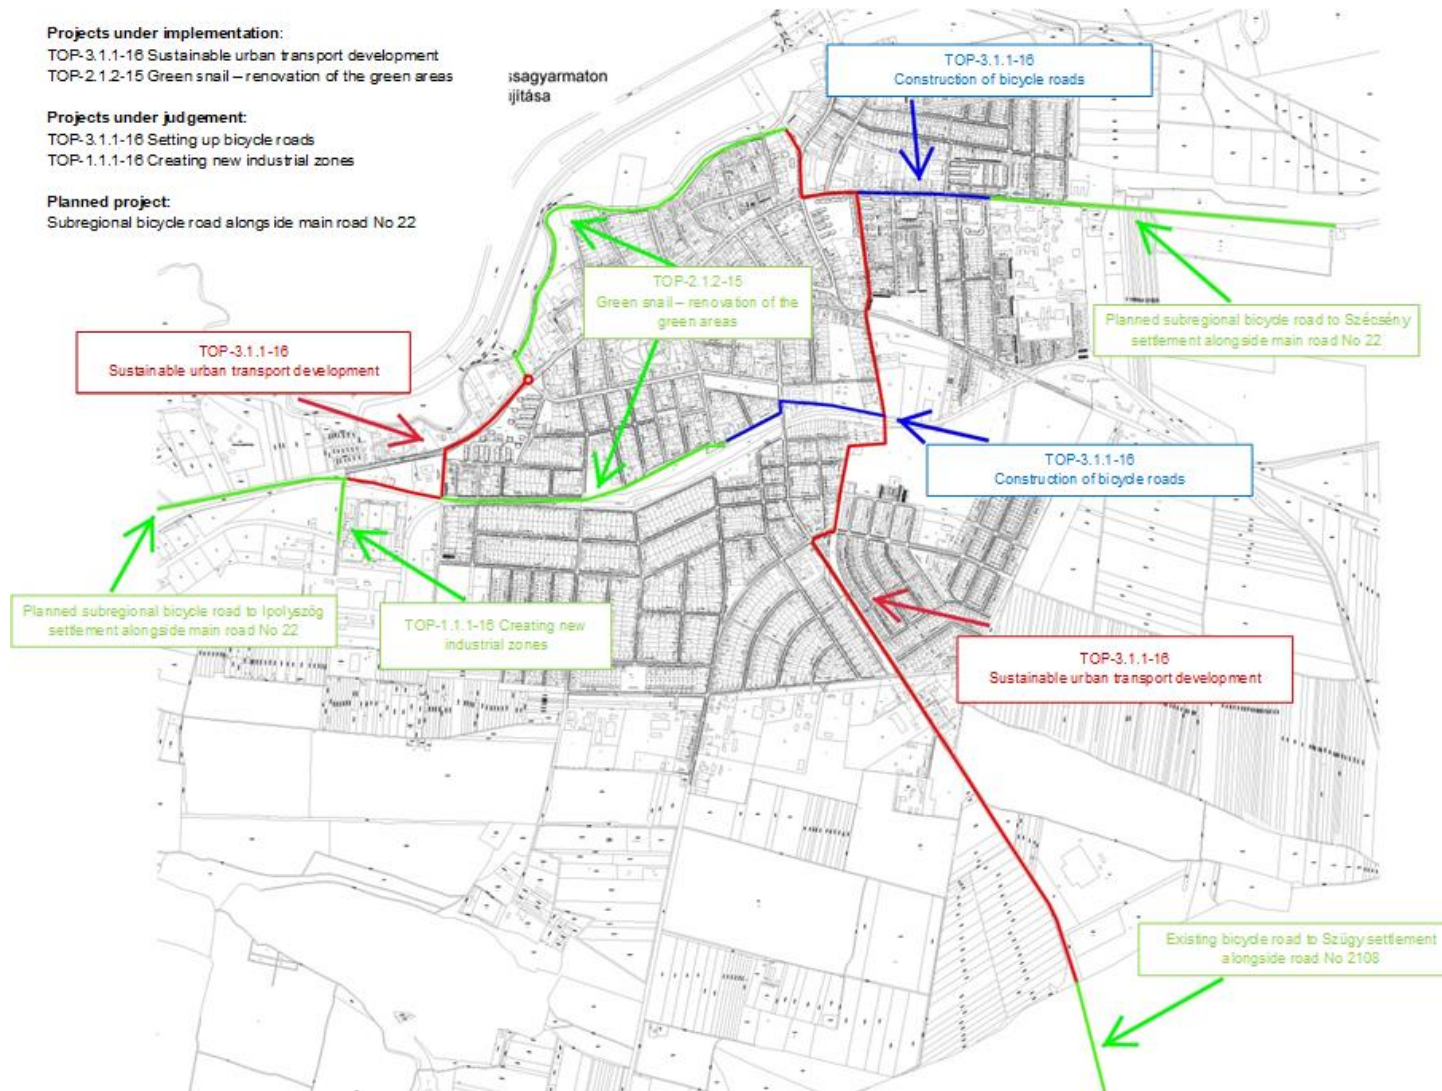 Projects under implementation:
TOP-3.1.1-16 Sustainable urban transport development
TOP-2.1.2-15 Green snail – renovation of the green areas
Projects under judgement:
TOP-3.1.1-16 Setting up bicycle roads
TOP-1.1.1-16 Creating new industrial zones
Planned project:
Subregional bicycle road alongside main road No 22
ssagyarmaton
újítása
TOP-3.1.1-16
Construction of bicycle roads
TOP-2.1.2-15
Green snail – renovation of the
green areas
Planned subregional bicycle road to Szécsény
settlement alongside main road No 22
TOP-3.1.1-16
Sustainable urban transport development
TOP-3.1.1-16
Construction of bicycle roads
Planned subregional bicycle road to Ipolyszög
settlement alongside main road No 22
TOP-1.1.1-16 Creating new
industrial zones
TOP-3.1.1-16
Sustainable urban transport development
Existing bicycle road to Szügy settlement
alongside road No 2108